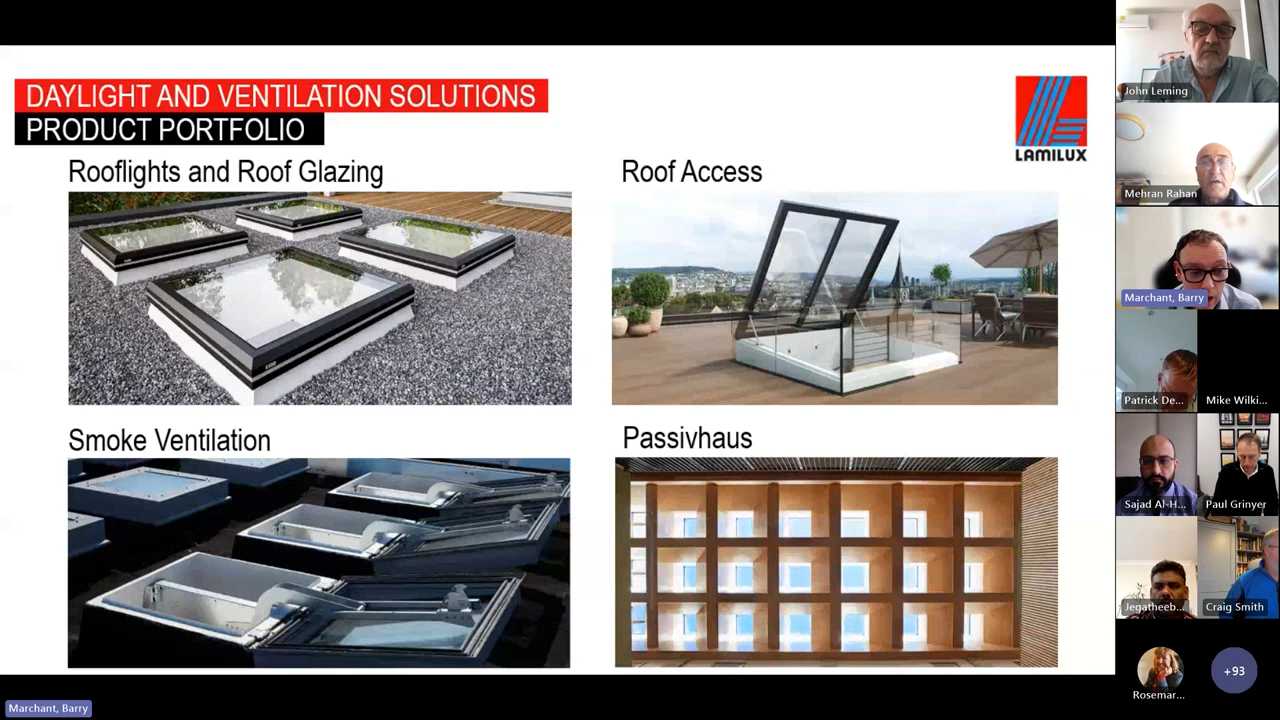 DAYLIGHT AND VENTILATION SOLUTIONS
PRODUCT PORTFOLIO
LAMILUX
Rooflights and Roof Glazing
Roof Access
Smoke Ventilation
Passivhaus
John Leming
Mehran Rahan
Marchant, Barry
Patrick De...
Mike Wilki...
Sajad Al-H...
Paul Grinyer
Jegatheeb...
Craig Smith
Rosemar...
+93
Marchant, Barry